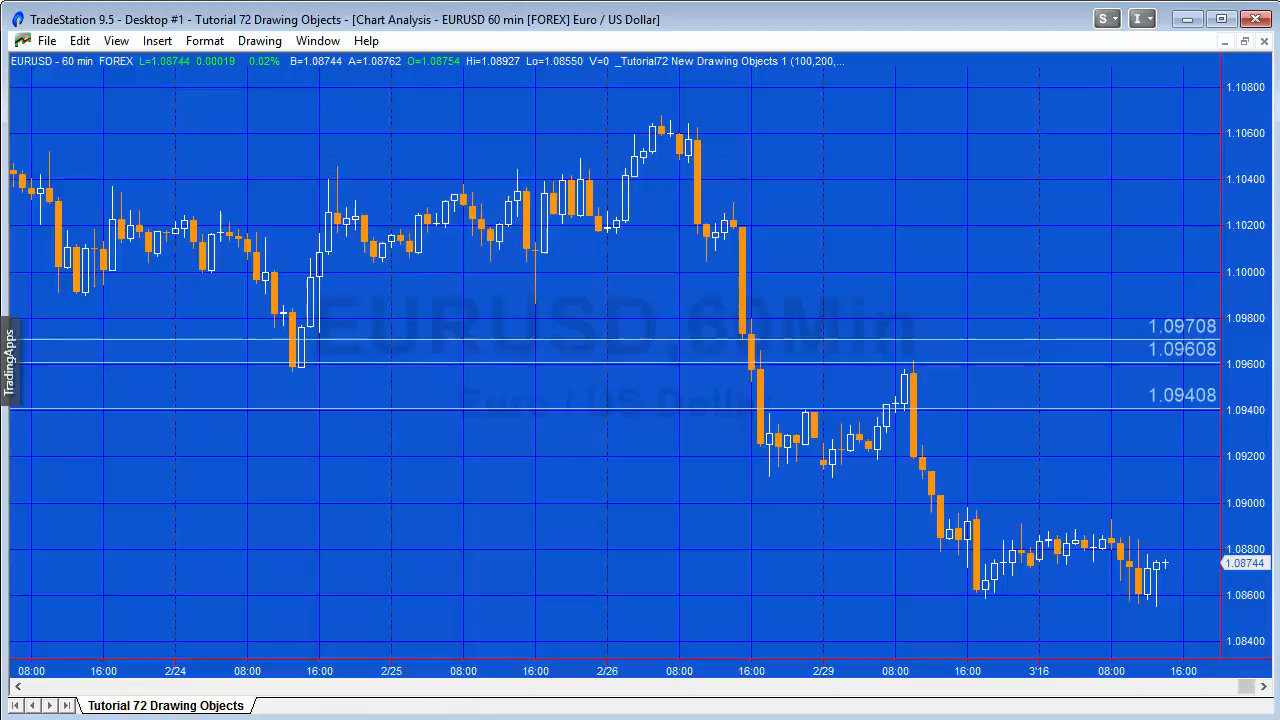 TradeStation 9.5 - Desktop #1 - Tutorial 72 Drawing Objects - [Chart Analysis - EURUSD 60 min [FOREX] Euro / US Dollar]
S I
File Edit View Insert Format Drawing Window Help
EURUSD - 60 min FOREX L=1.08744 0.00019 0.02% B=1.08744 A=1.08762 O=1.08754 Hi=1.08927 Lo=1.08550 V=0 _Tutorial72 New Drawing Objects 1 (100,200,...
1.10800
1.10600
1.10400
1.10200
1.10000
1.09800
EURUSD,60Min
1.09708
1.09608
1.09600
TradingApps
Euro / US Dollar
1.09408
1.09400
1.09200
1.09000
1.08800
1.08744
1.08600
1.08400
08:00 16:00 2/24 08:00 16:00 2/25 08:00 16:00 2/26 08:00 16:00 2/29 08:00 16:00 3'16 08:00 16:00
Tutorial 72 Drawing Objects